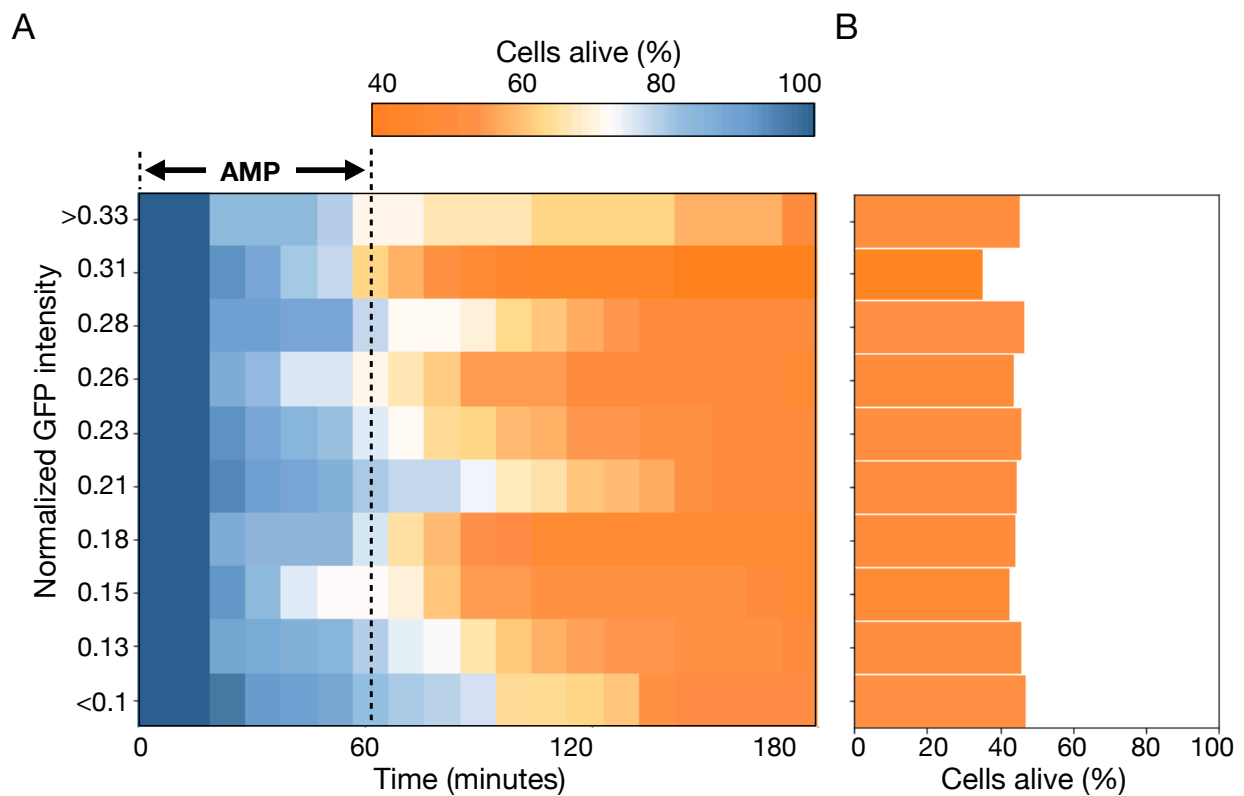 A
B
Cells alive (%)
40 60 80 100
AMP
Normalized GFP intensity
>0.33
0.31
0.28
0.26
0.23
0.21
0.18
0.15
0.13
<0.1
0 60 120 180
Time (minutes)
0 20 40 60 80 100
Cells alive (%)